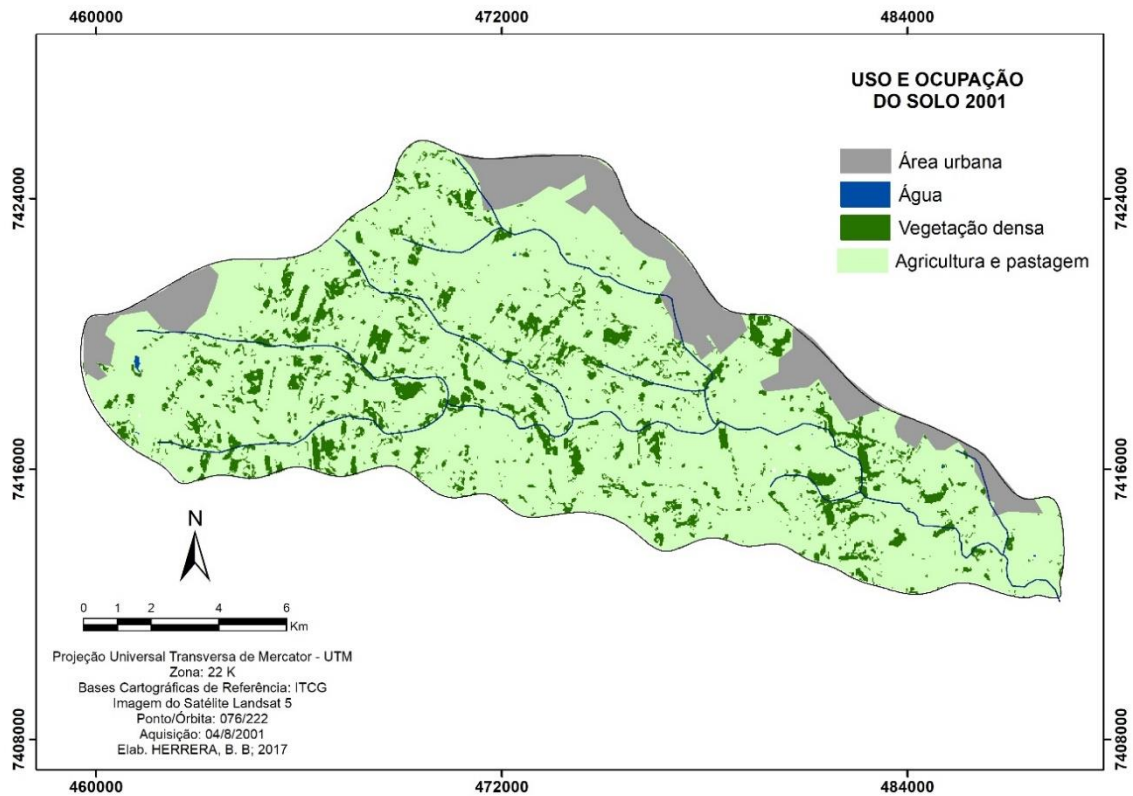 460000 472000 484000
USO E OCUPAÇÃO
DO SOLO 2001
Área urbana
Água
Vegetação densa
Agricultura e pastagem
7424000 7424000
7416000 7416000
N
0 1 2 4 6
Km
Projeção Universal Transversa de Mercator - UTM
Zona: 22 K
Bases Cartográficas de Referência: ITCG
Imagem do Satélite Landsat 5
Ponto/Órbita: 076/222
Aquisição: 04/8/2001
Elab. HERRERA, B. B; 2017
7408000 7408000
460000 472000 484000